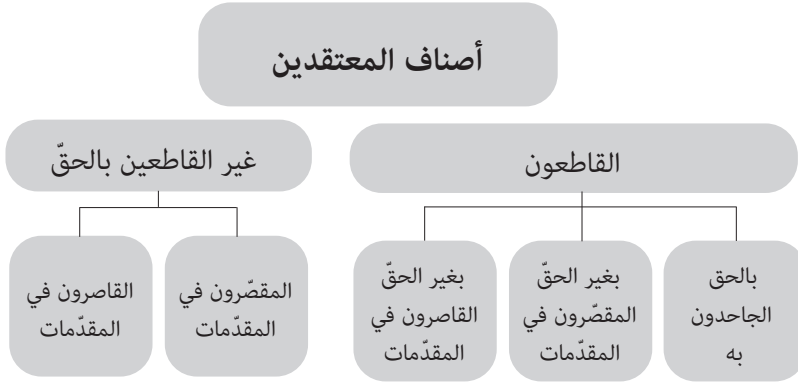 أصناف المعتقدين
القاطعون
غير القاطعين بالحقّ
بالحق
الجاحدون
به
بغير الحقّ
المقصّرون في
المقدّمات
بغير الحقّ
القاصرون في
المقدّمات
المقصّرون في
المقدّمات
القاصرون في
المقدّمات